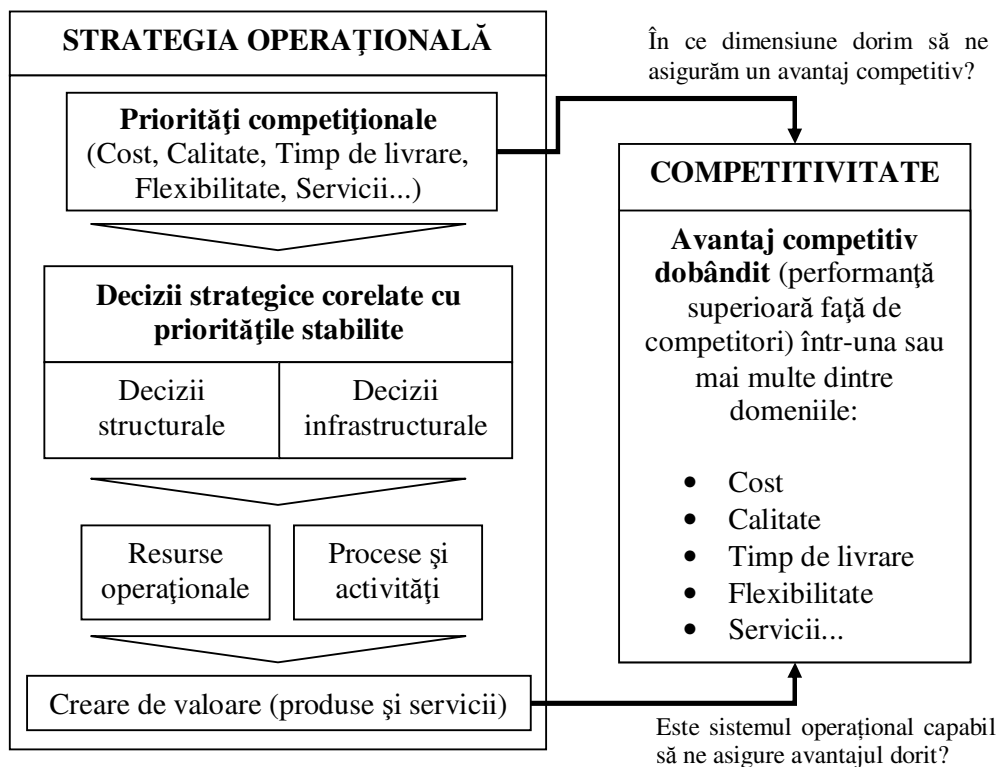 STRATEGIA OPERAŢIONALĂ
Priorităţi competiţionale
(Cost, Calitate, Timp de livrare,
Flexibilitate, Servicii...)
Decizii strategice corelate cu
priorităţile stabilite
Decizii
structurale
Decizii
infrastructurale
Resurse
operaţionale
Procese şi
activităţi
Creare de valoare (produse şi servicii)
În ce dimensiune dorim să ne
asigurăm un avantaj competitiv?
COMPETITIVITATE
Avantaj competitiv
dobândit (performanţă
superioară faţă de
competitori) într-una sau
mai multe dintre
domeniile:
• Cost
• Calitate
• Timp de livrare
• Flexibilitate
• Servicii...
Este sistemul operaţional capabil
să ne asigure avantajul dorit?